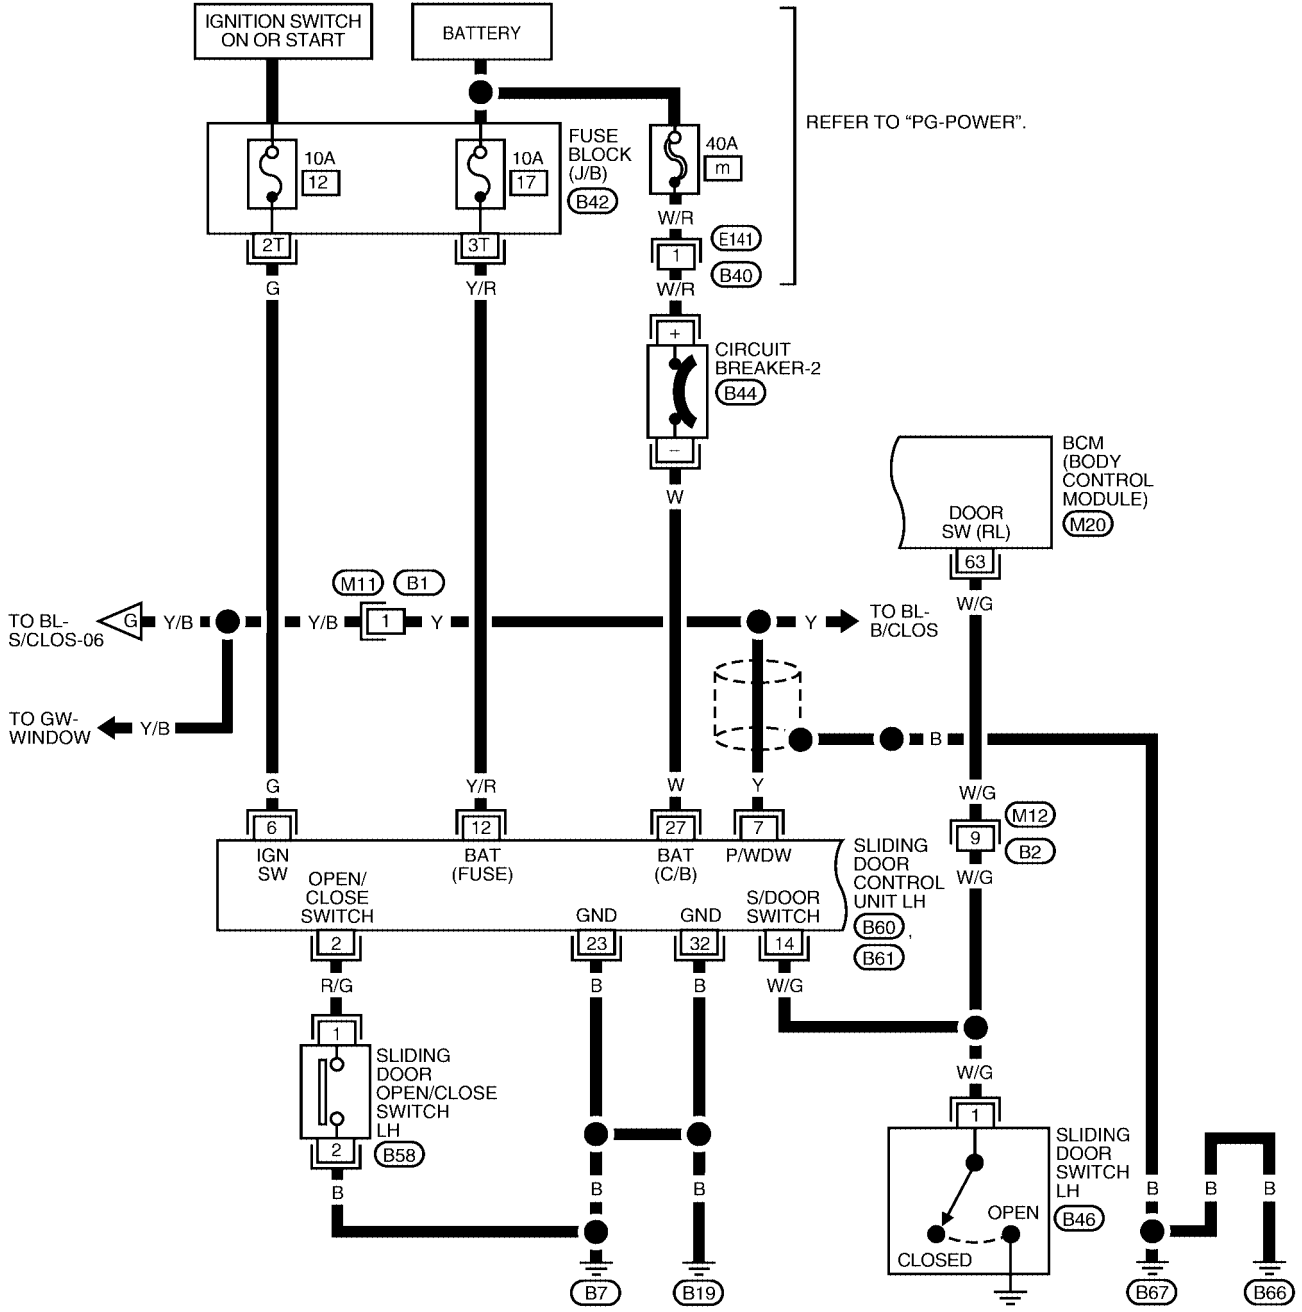 IGNITION SWITCH
ON OR START
BATTERY
REFER TO “PG-POWER”.
10A
12
10A
17
FUSE
BLOCK
(J/B)
B42
40A
m
W/R
2T
3T
1
E141
B40
G
Y/R
W/R
+
CIRCUIT
BREAKER-2
B44
–
W
BCM
(BODY
CONTROL
MODULE)
M20
DOOR
SW (RL)
63
W/G
M11
B1
TO BL-
S/CLOS-06
G
Y/B
Y/B
1
Y
Y
TO BL-
B/CLOS
TO GW-
WINDOW
Y/B
B
G
Y/R
W
Y
W/G
M12
9
B2
W/G
6
12
27
7
IGN
SW
BAT
(FUSE)
BAT
(C/B)
P/WDW
OPEN/
CLOSE
SWITCH
GND
GND
S/DOOR
SWITCH
SLIDING
DOOR
CONTROL
UNIT LH
B60 ,
B61
2
23
32
14
R/G
B
B
W/G
W/G
1
SLIDING
DOOR
OPEN/CLOSE
SWITCH
LH
B58
2
B
B
B
1
SLIDING
DOOR
SWITCH
LH
B46
OPEN
CLOSED
B
B
B
B7
B19
B67
B66